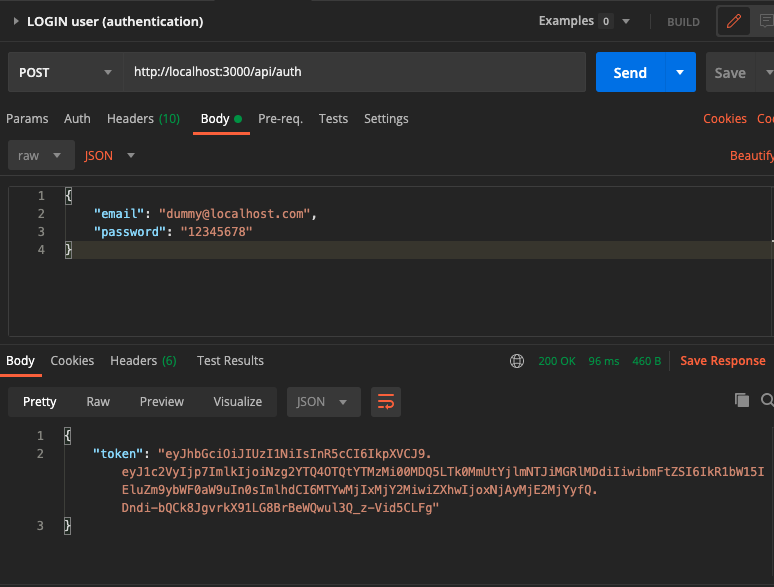 LOGIN user (authentication)
Examples 0
BUILD
POST
http://localhost:3000/api/auth
Send
Save
Params Auth Headers (10) Body Pre-req. Tests Settings
Cookies
raw JSON
Beautify
1 {
2 "email": "dummy@localhost.com",
3 "password": "12345678"
4 }
Body Cookies Headers (6) Test Results
200 OK 96 ms 460 B Save Response
Pretty Raw Preview Visualize JSON
1 {
2 "token": "eyJhbGciOiJIUzI1NiIsInR5cCI6IkpXVCJ9.
eyJ1c2VyIjp7ImlkIjoiNzg2YTQ4OTQtYTMzMi00MDQ5LTk0MmUtYjlmNTJiMGRlMDdiIiwibmFtZSI6IkR1bW15I
EluZm9ybWF0aW9uIn0sImlhdCI6MTYwMjIxMjY2MiwiZXhwIjoxNjAyMjE2MjYyfQ.
Dndi-bQCk8JgvrkX91LG8BrBeWQwul3Q_z-Vid5CLFg"
3 }